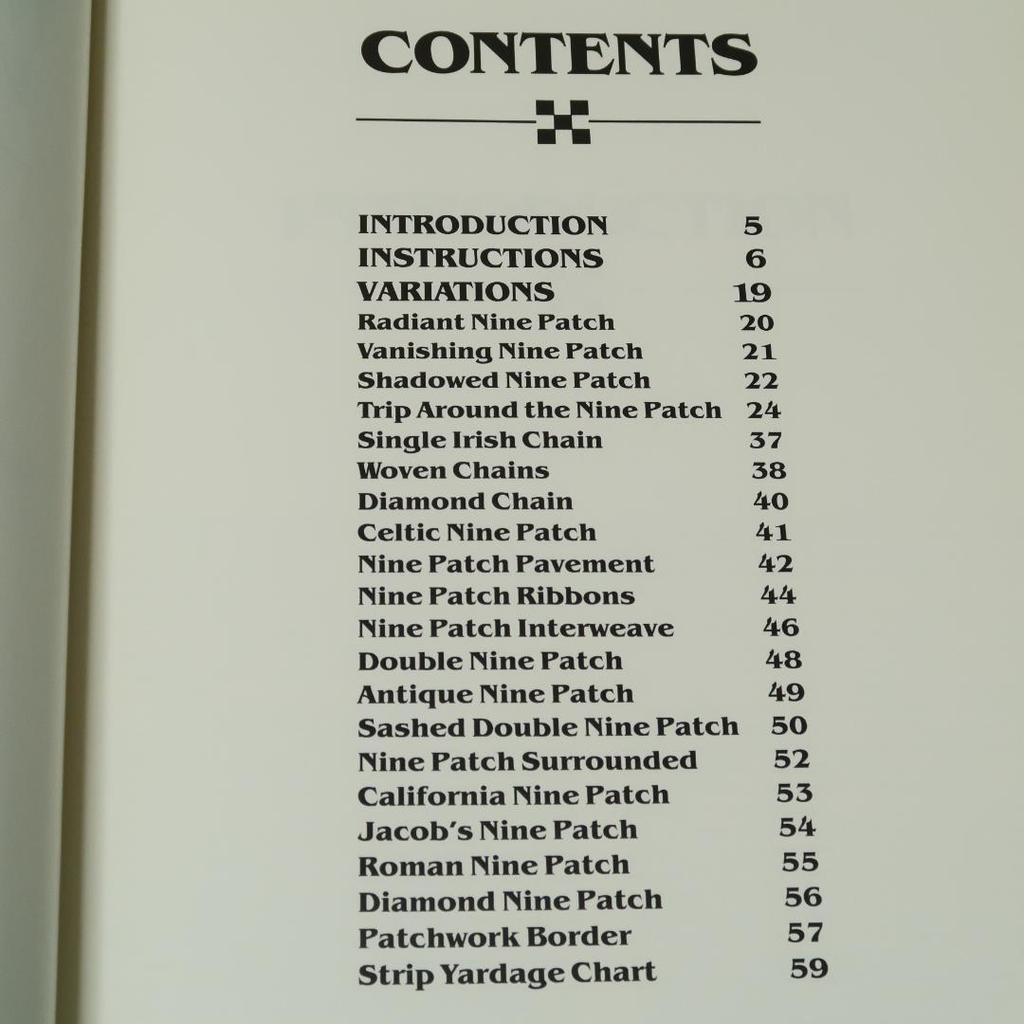 CONTENTS
INTRODUCTION 5
INSTRUCTIONS 6
VARIATIONS 19
Radiant Nine Patch 20
Vanishing Nine Patch 21
Shadowed Nine Patch 22
Trip Around the Nine Patch 24
Single Irish Chain 37
Woven Chains 38
Diamond Chain 40
Celtic Nine Patch 41
Nine Patch Pavement 42
Nine Patch Ribbons 44
Nine Patch Interweave 46
Double Nine Patch 48
Antique Nine Patch 49
Sashed Double Nine Patch 50
Nine Patch Surrounded 52
California Nine Patch 53
Jacob's Nine Patch 54
Roman Nine Patch 55
Diamond Nine Patch 56
Patchwork Border 57
Strip Yardage Chart 59